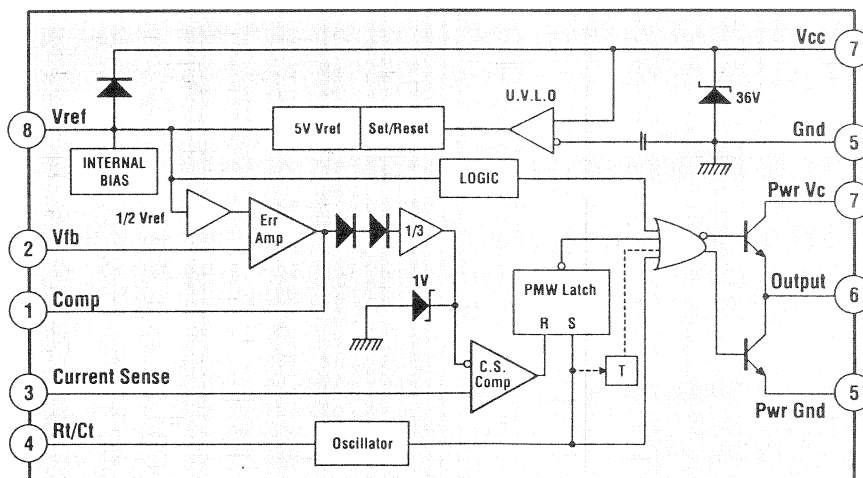 Vcc
7
U.V.L.O
36V
8
Vref
5V Vref
Set/Reset
Gnd
5
INTERNAL
BIAS
LOGIC
Pwr Vc
7
1/2 Vref
Err
Amp
1/3
2
Vfb
1V
PMW Latch
Output
6
1
Comp
R
S
C.S.
Comp
T
3
Current Sense
5
Pwr Gnd
4
Rt/Ct
Oscillator